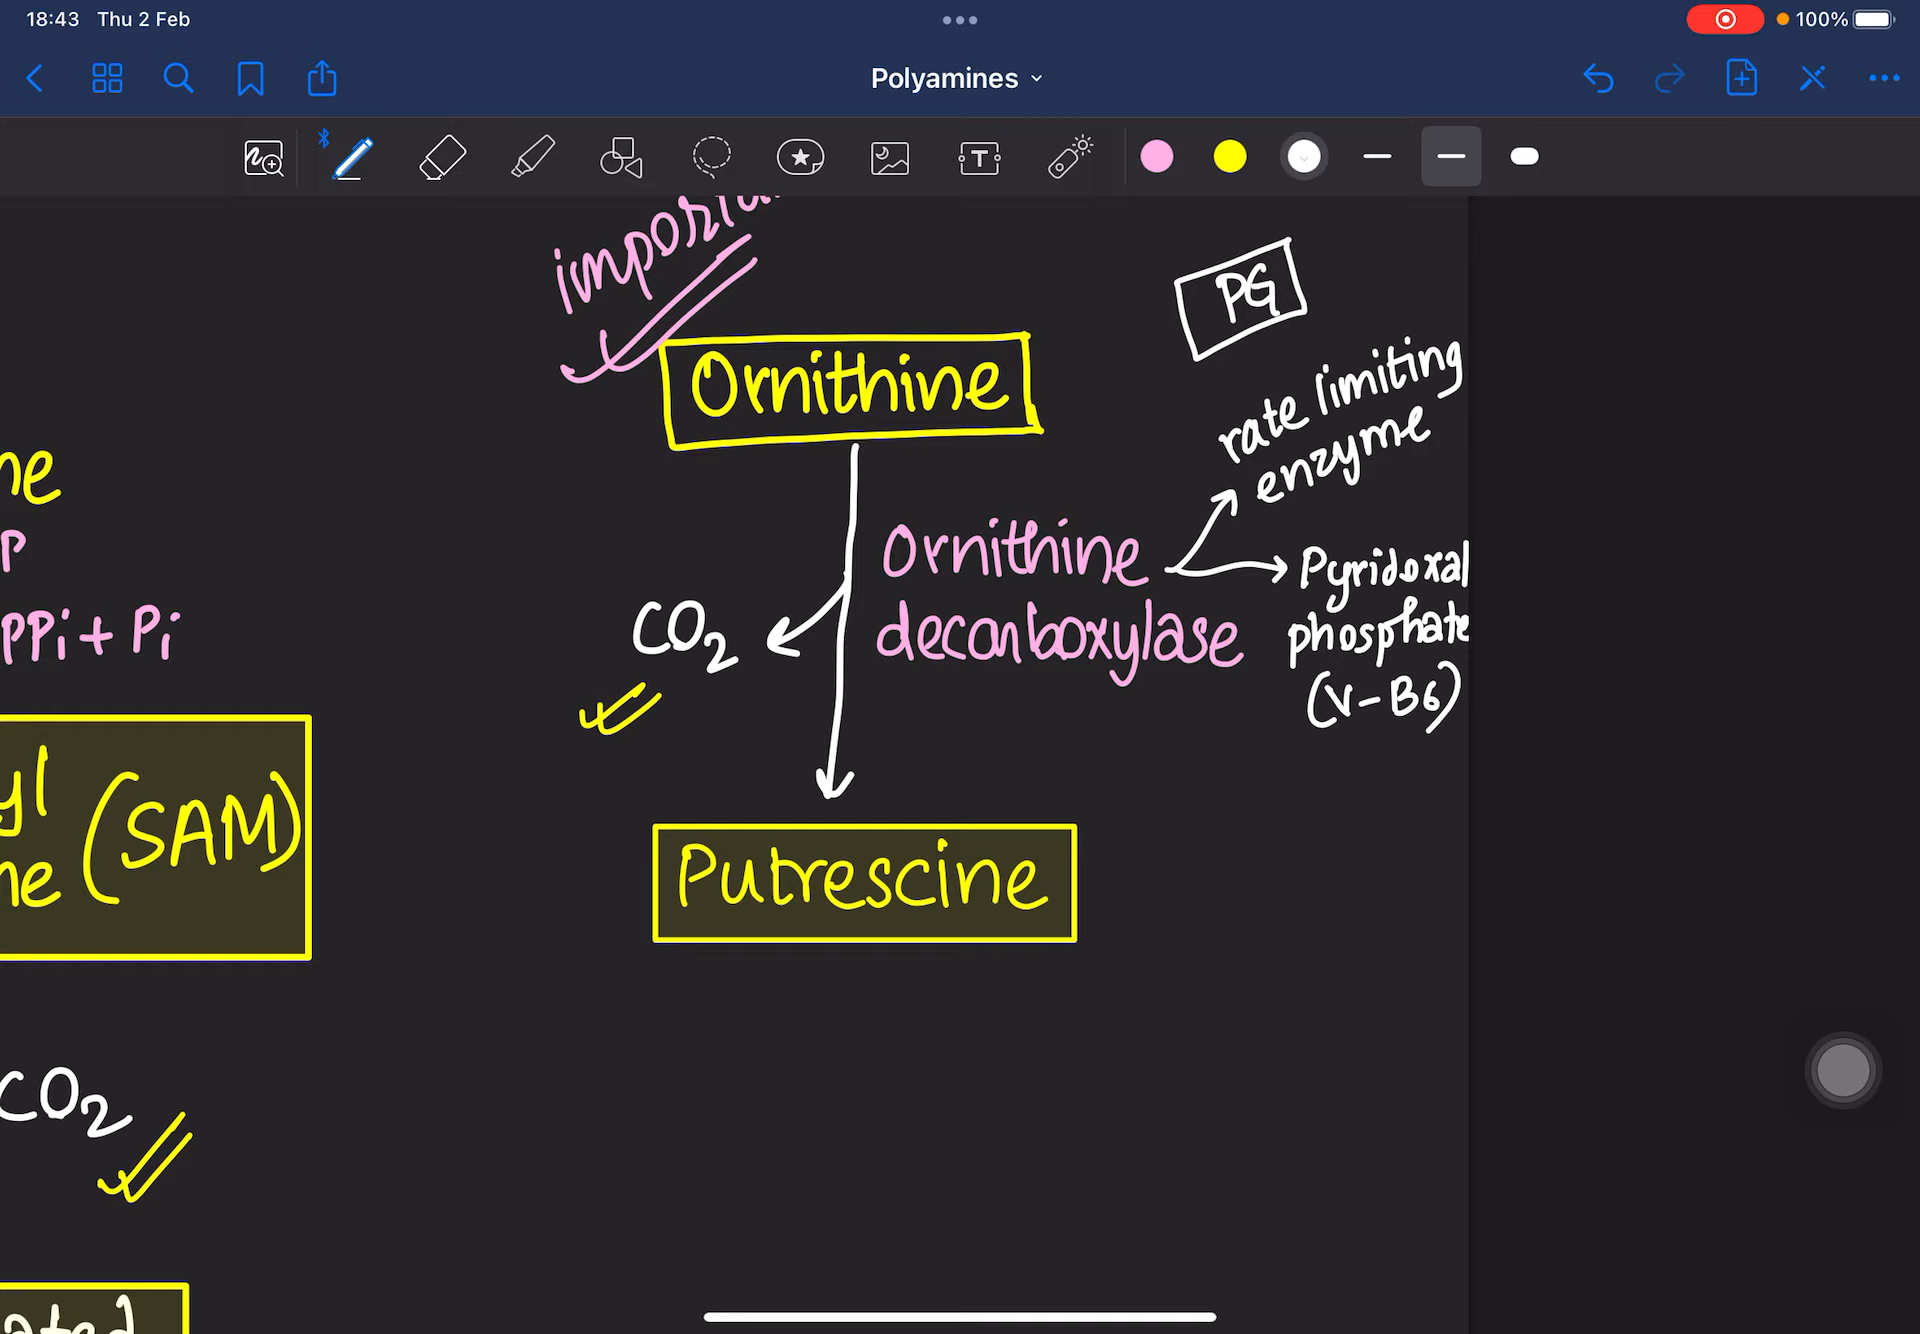 18:43 Thu 2 Feb
100%
Polyamines
T
PG
Ornithine
rate limiting
enzyme
Ornithine
decarboxylase
Pyridoxal
phosphate
(V-B6)
CO2
PPi + Pi
(SAM)
Putrescine
CO2